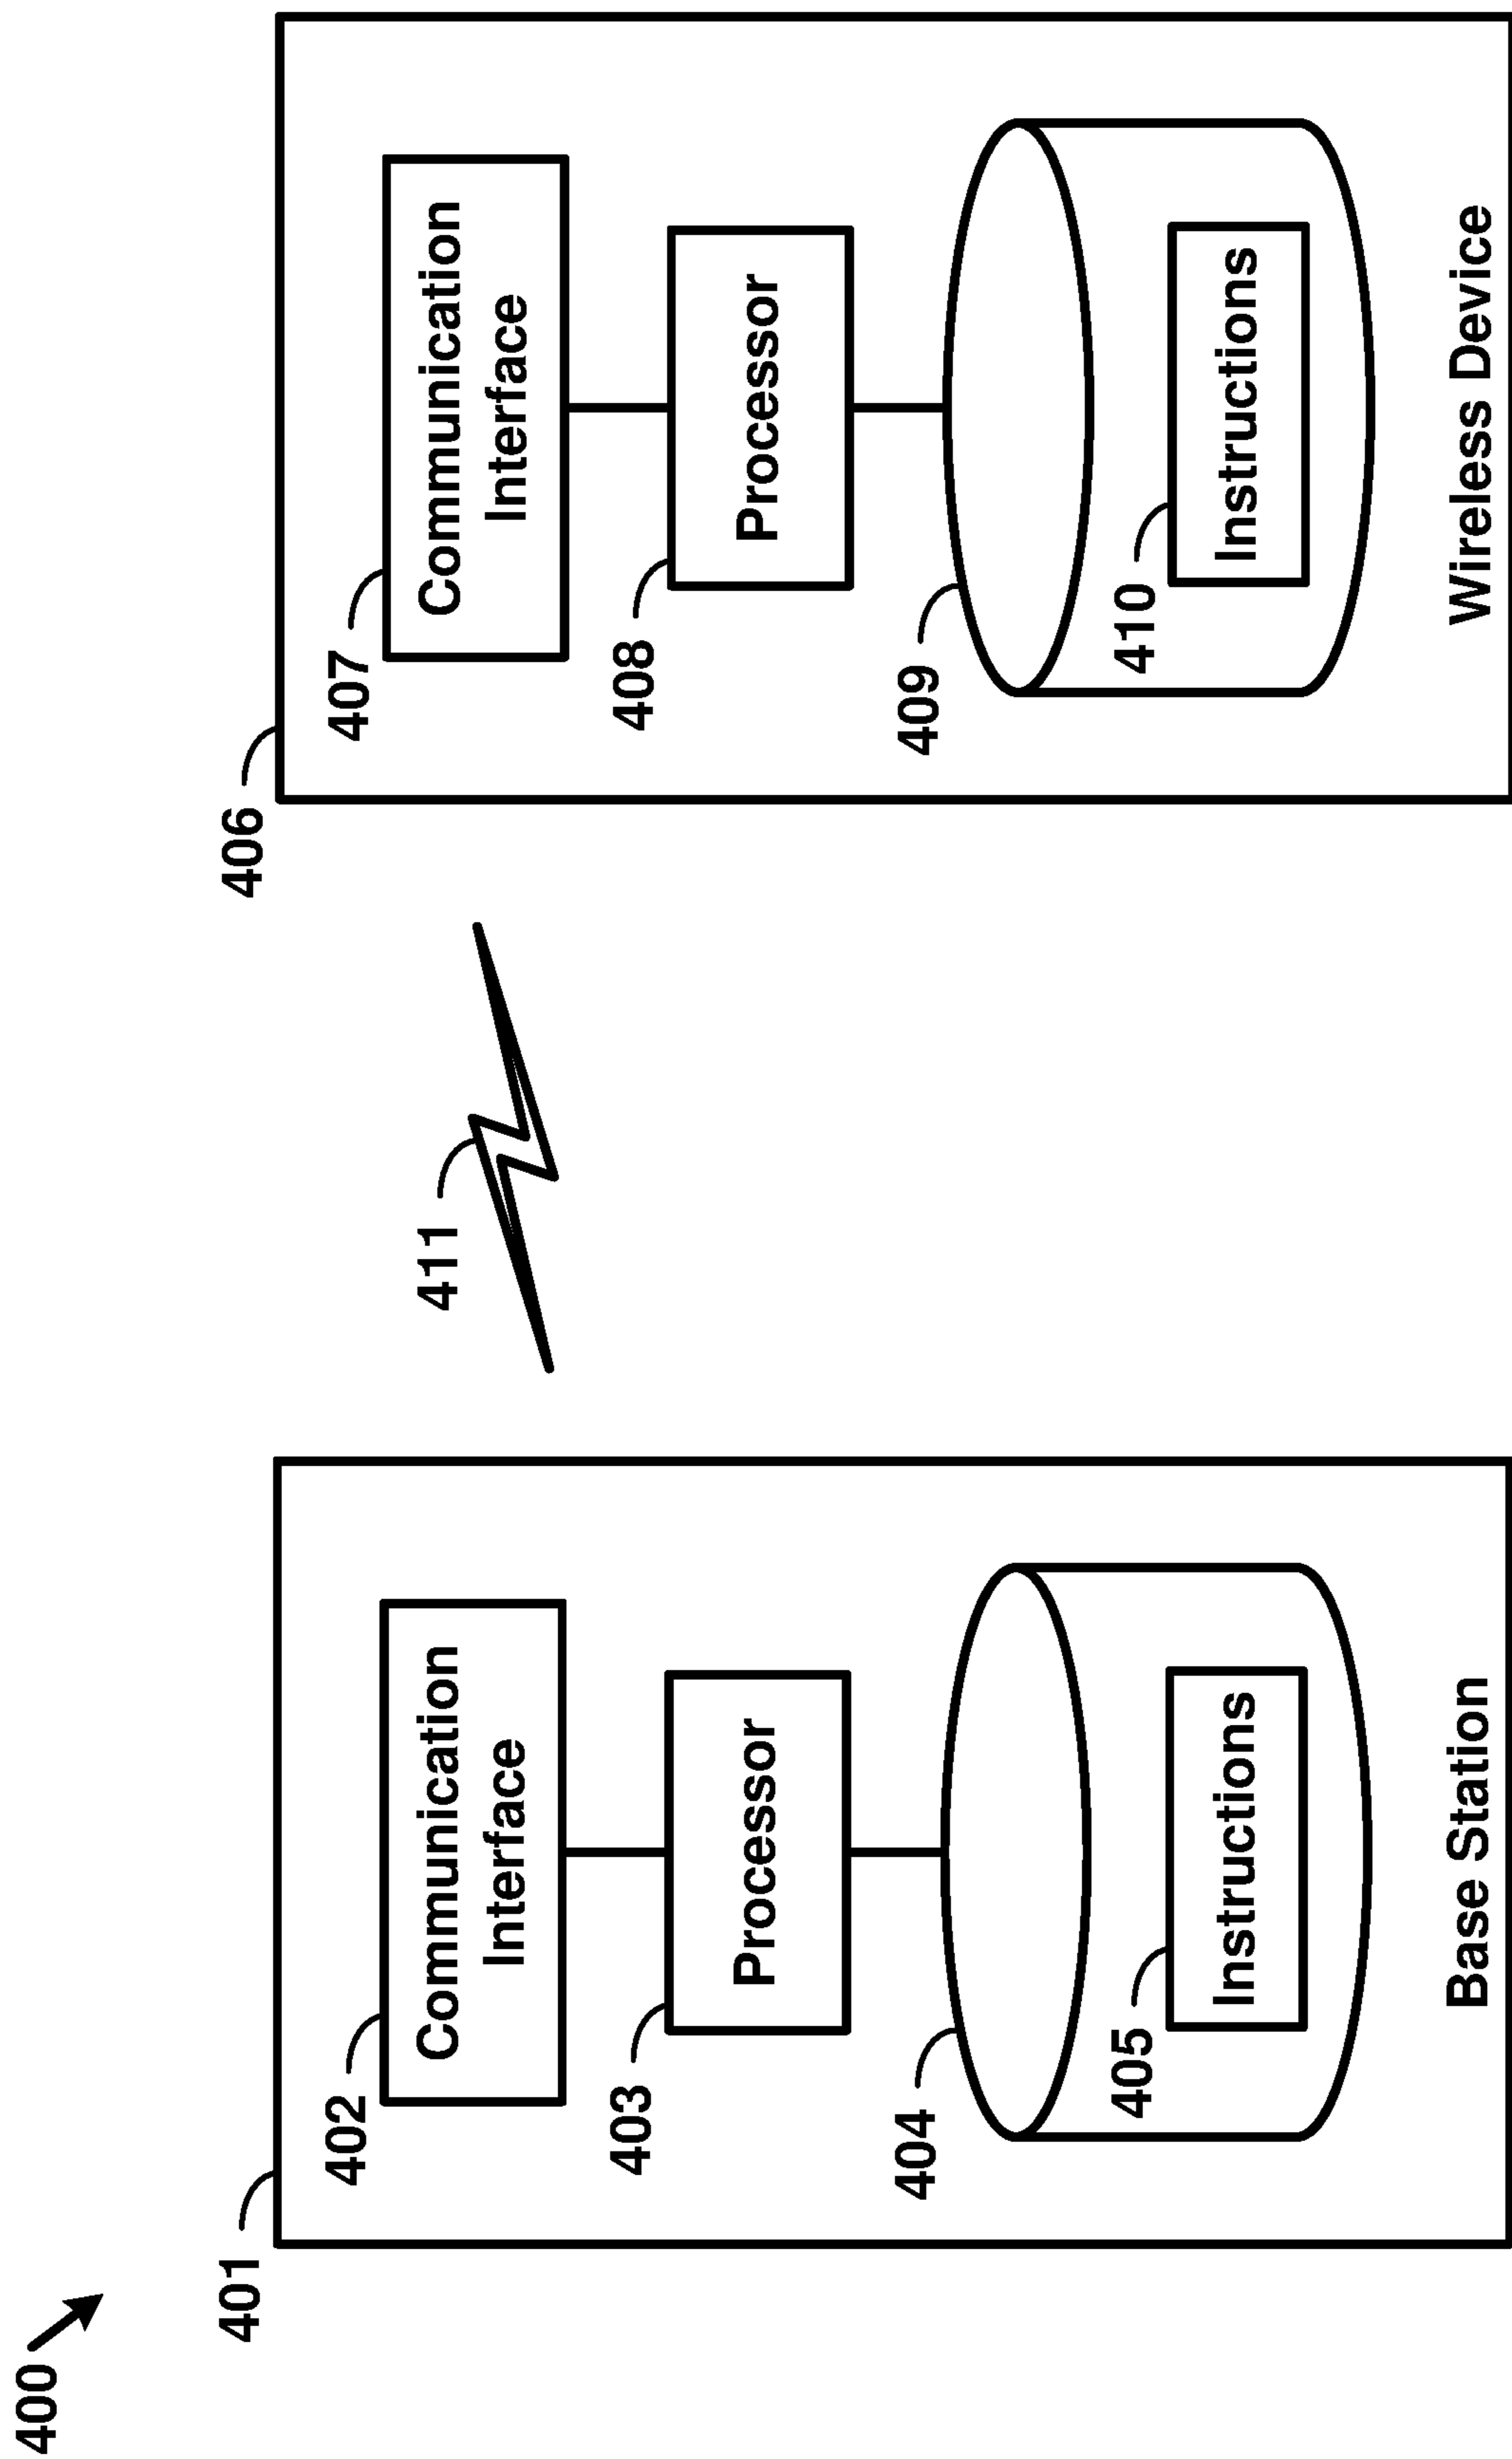 400
401
402
Communication
Interface
403
Processor
404
405
Instructions
Base Station
411
406
407
Communication
Interface
408
Processor
409
410
Instructions
Wireless Device